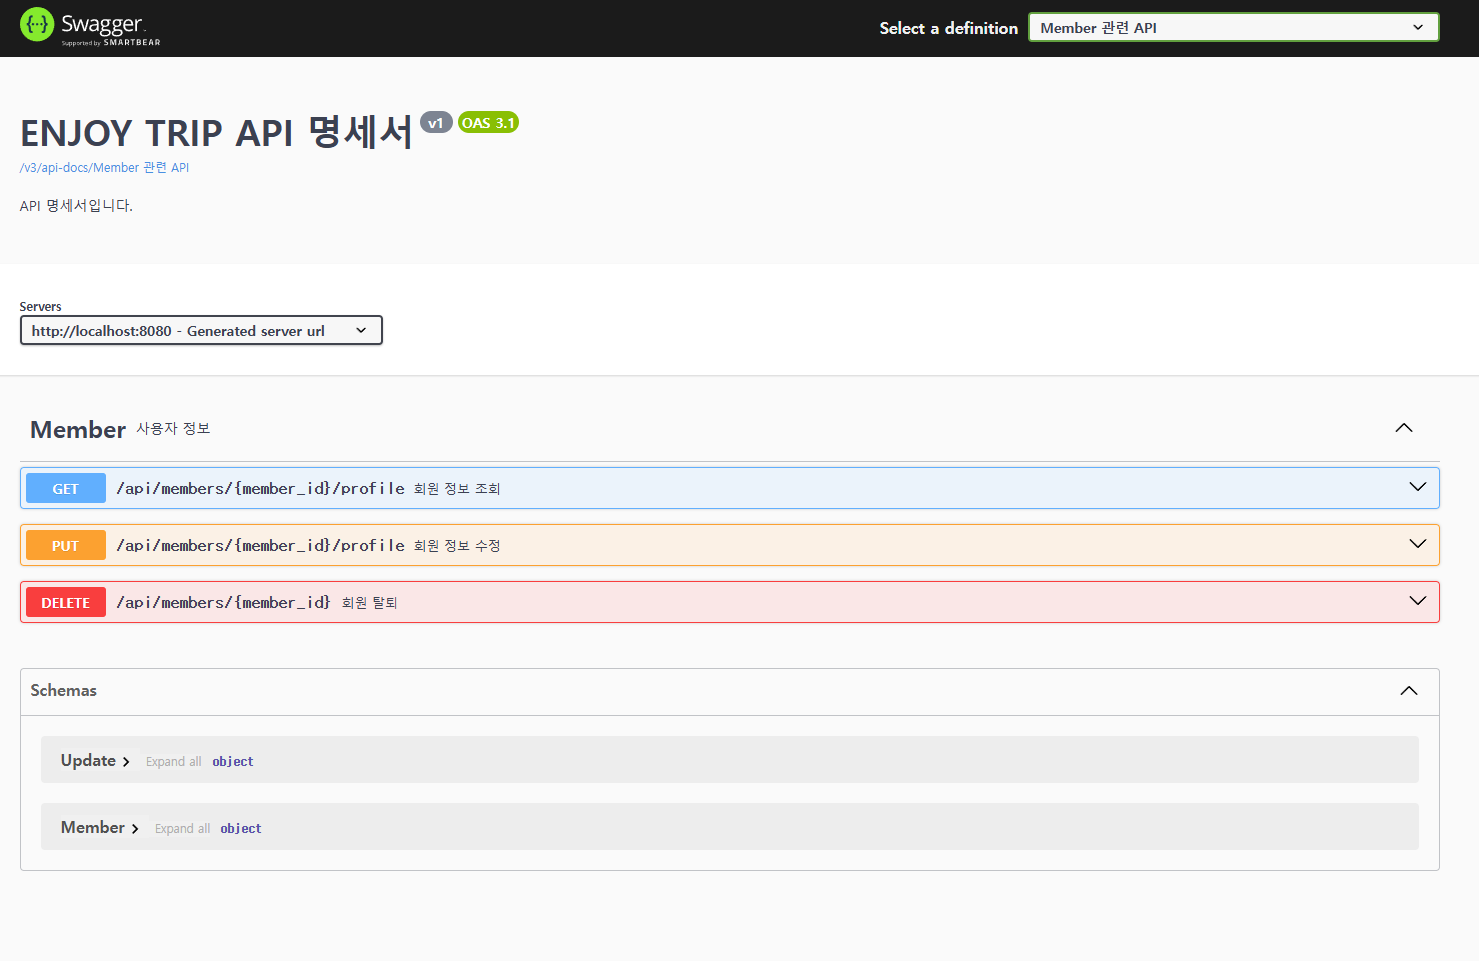 Swagger.
Supported by SMARTBEAR
Select a definition
Member 관련 API
ENJOY TRIP API 명세서 v1 OAS 3.1
/v3/api-docs/Member 관련 API
API 명세서입니다.
Servers
http://localhost:8080 - Generated server url
Member 사용자 정보
GET /api/members/{member_id}/profile 회원 정보 조회
PUT /api/members/{member_id}/profile 회원 정보 수정
DELETE /api/members/{member_id} 회원 탈퇴
Schemas
Update Expand all object
Member Expand all object